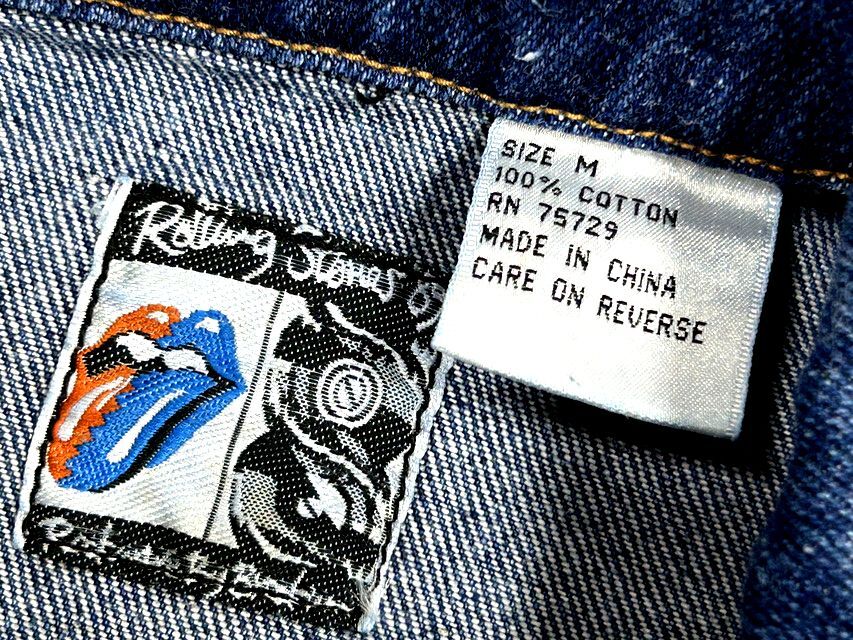 Rolling Stones
SIZE M
100% COTTON
RN 75729
MADE IN CHINA
CARE ON REVERSE